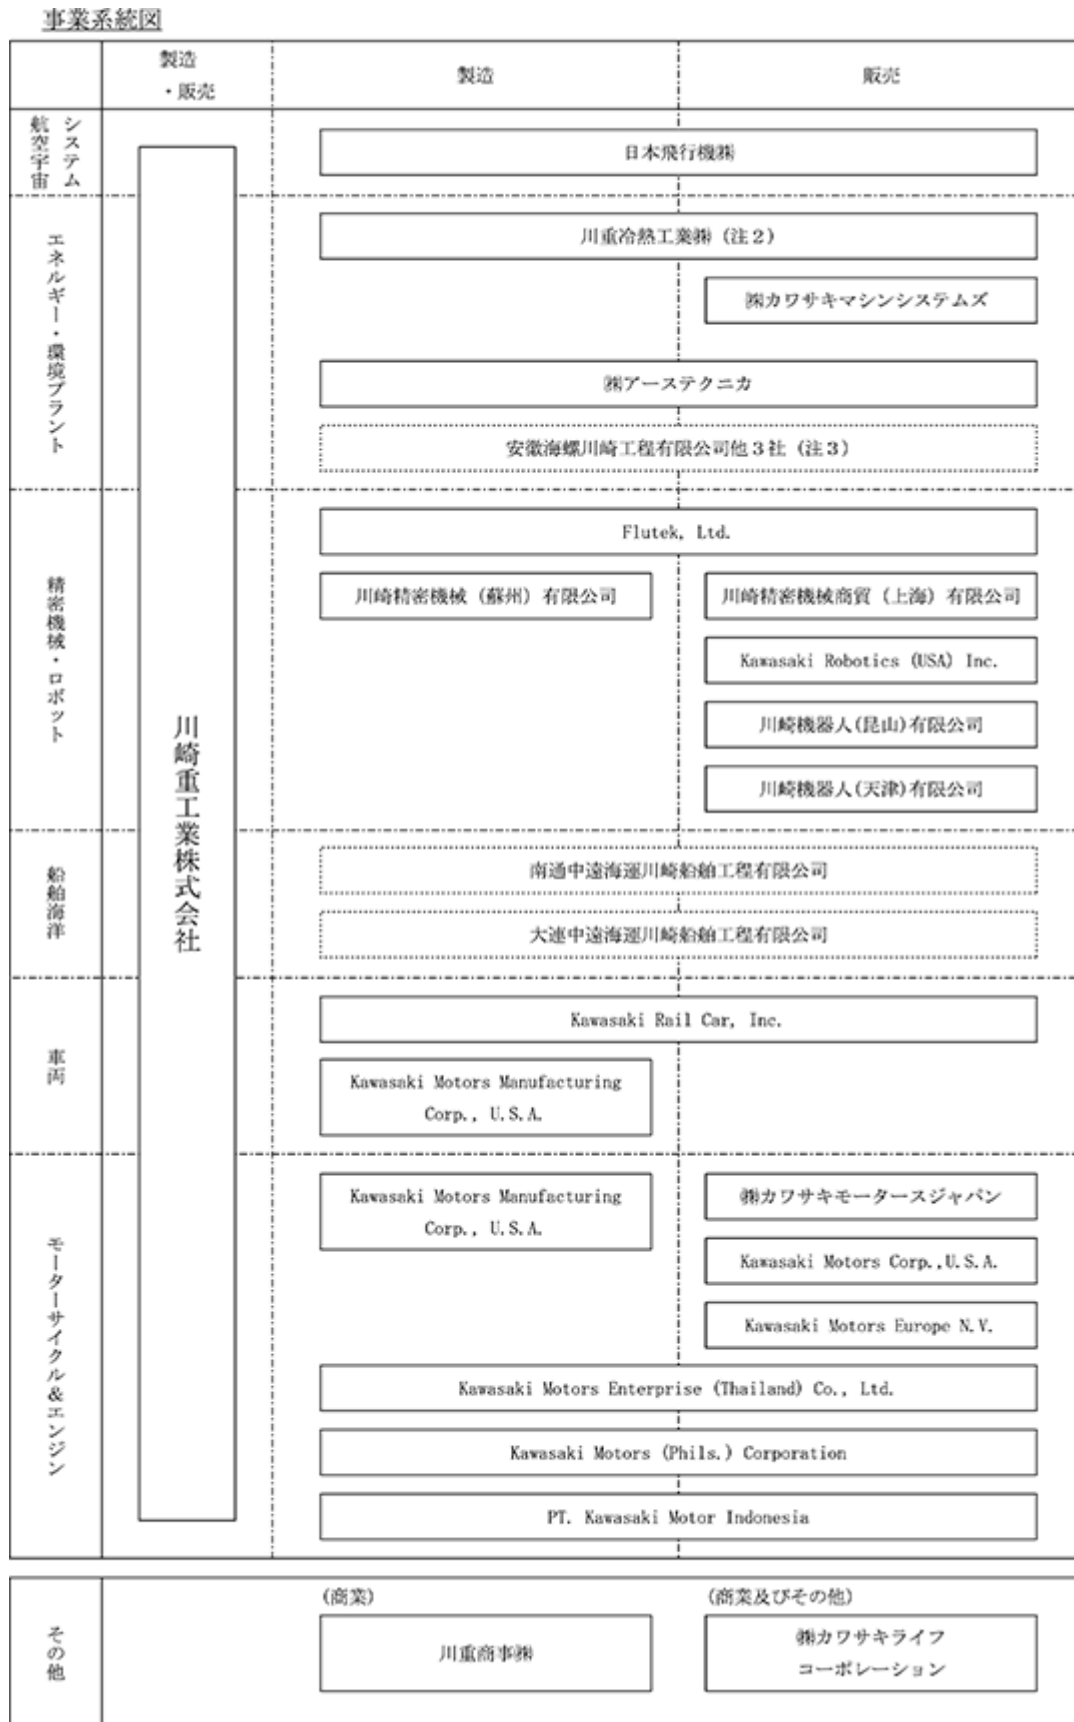 事業系統図
製造
・販売
製造
販売
航空宇宙
システム
日本飛行機㈱
エネルギー・環境プラント
川重冷熱工業㈱（注２）
㈱カワサキマシンシステムズ
㈱アーステクニカ
安徽海螺川崎工程有限公司他３社（注３）
精密機械・ロボット
Flutek, Ltd.
川崎精密機械（蘇州）有限公司
川崎精密機械商貿（上海）有限公司
Kawasaki Robotics (USA) Inc.
川崎機器人(昆山)有限公司
川崎機器人(天津)有限公司
川崎重工業株式会社
船舶海洋
南通中遠海運川崎船舶工程有限公司
大連中遠海運川崎船舶工程有限公司
車両
Kawasaki Rail Car, Inc.
Kawasaki Motors Manufacturing
Corp., U.S.A.
モーターサイクル＆エンジン
Kawasaki Motors Manufacturing
Corp., U.S.A.
㈱カワサキモータースジャパン
Kawasaki Motors Corp.,U.S.A.
Kawasaki Motors Europe N.V.
Kawasaki Motors Enterprise (Thailand) Co., Ltd.
Kawasaki Motors (Phils.) Corporation
PT. Kawasaki Motor Indonesia
その他
(商業)
川重商事㈱
(商業及びその他)
㈱カワサキライフ
コーポレーション